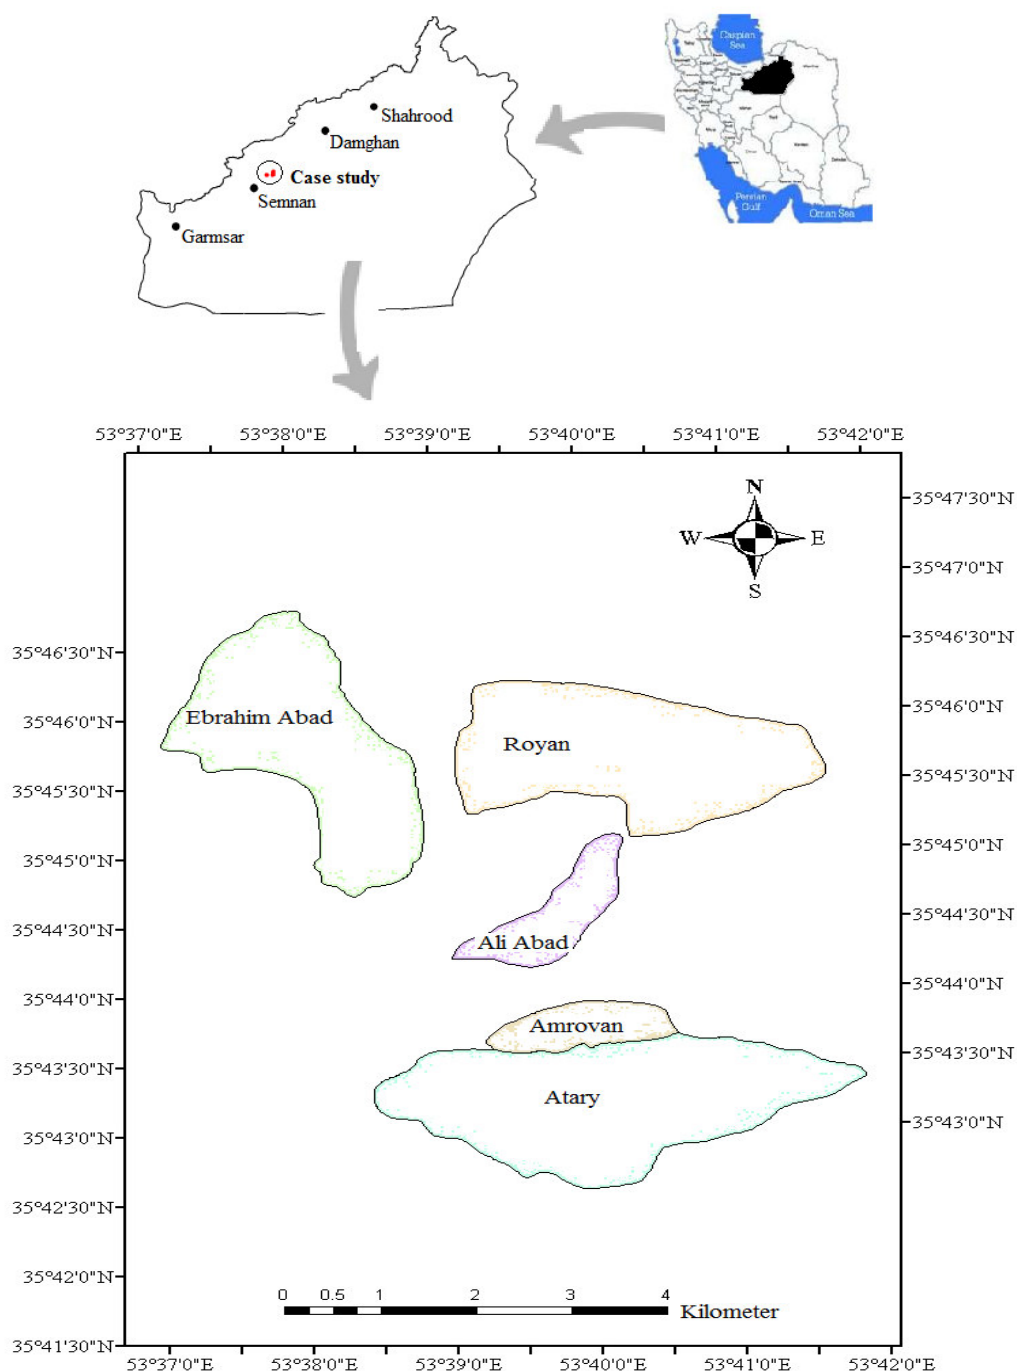 Caspian
Sea
Persian
Gulf
Oman Sea
Shahrood
Damghan
Case study
Semnan
Garmsar
53°37'0"E 53°38'0"E 53°39'0"E 53°40'0"E 53°41'0"E 53°42'0"E
N
W E
S
35°47'30"N
35°47'0"N
35°46'30"N
35°46'0"N
35°45'30"N
35°45'0"N
35°44'30"N
35°44'0"N
35°43'30"N
35°43'0"N
35°46'30"N
35°46'0"N
35°45'30"N
35°45'0"N
35°44'30"N
35°44'0"N
35°43'30"N
35°43'0"N
35°42'30"N
35°42'0"N
35°41'30"N
Ebrahim Abad
Royan
Ali Abad
Amrovan
Atary
0 0.5 1 2 3 4
Kilometer
53°37'0"E 53°38'0"E 53°39'0"E 53°40'0"E 53°41'0"E 53°42'0"E